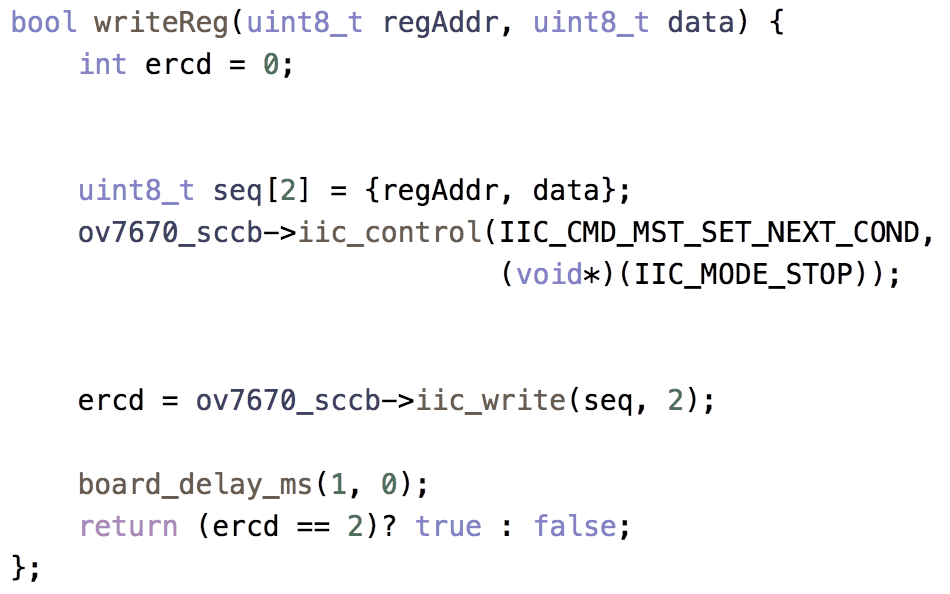 bool writeReg(uint8_t regAddr, uint8_t data) {
    int ercd = 0;
    uint8_t seq[2] = {regAddr, data};
    ov7670_sccb->iic_control(IIC_CMD_MST_SET_NEXT_COND,
                             (void*)(IIC_MODE_STOP));
    ercd = ov7670_sccb->iic_write(seq, 2);
    board_delay_ms(1, 0);
    return (ercd == 2)? true : false;
};